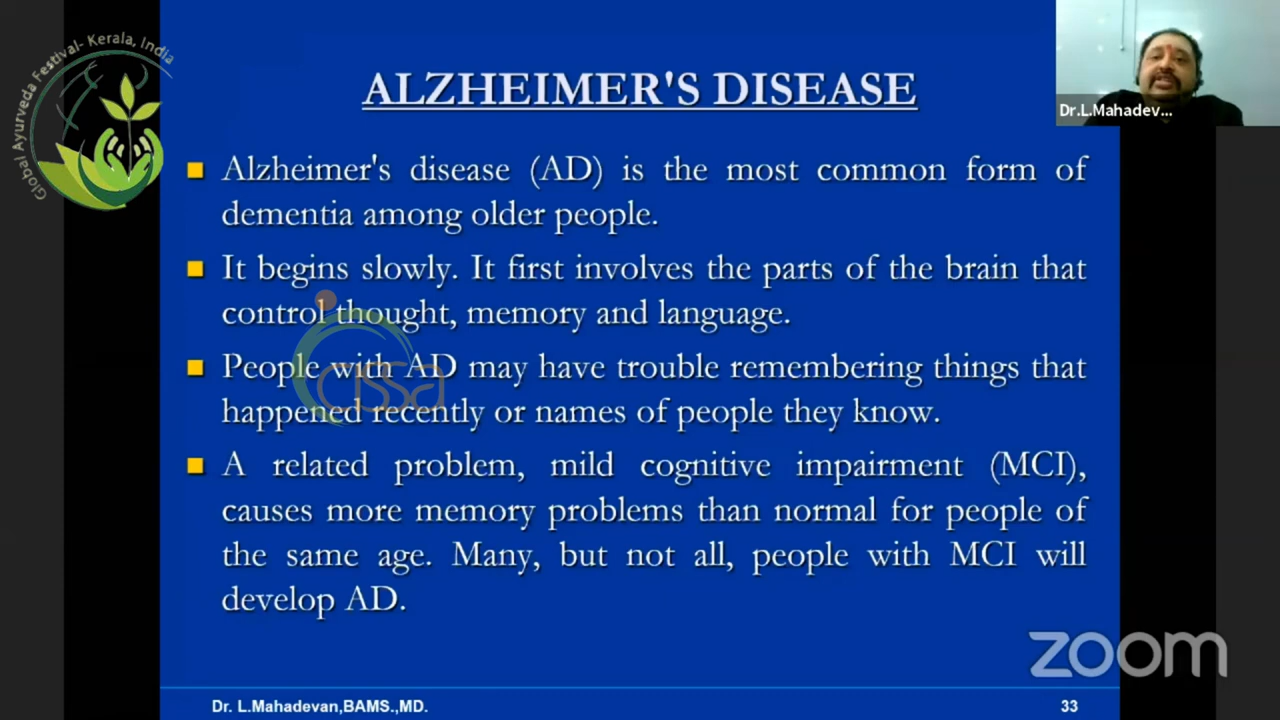 Global Ayurveda Festival- Kerala, India
ALZHEIMER'S DISEASE
Dr.L.Mahadev...
Alzheimer's disease (AD) is the most common form of
dementia among older people.
It begins slowly. It first involves the parts of the brain that
control thought, memory and language.
People with AD may have trouble remembering things that
happened recently or names of people they know.
A related problem, mild cognitive impairment (MCI),
causes more memory problems than normal for people of
the same age. Many, but not all, people with MCI will
develop AD.
cissa
zoom
Dr. L.Mahadevan,BAMS.,MD.
33